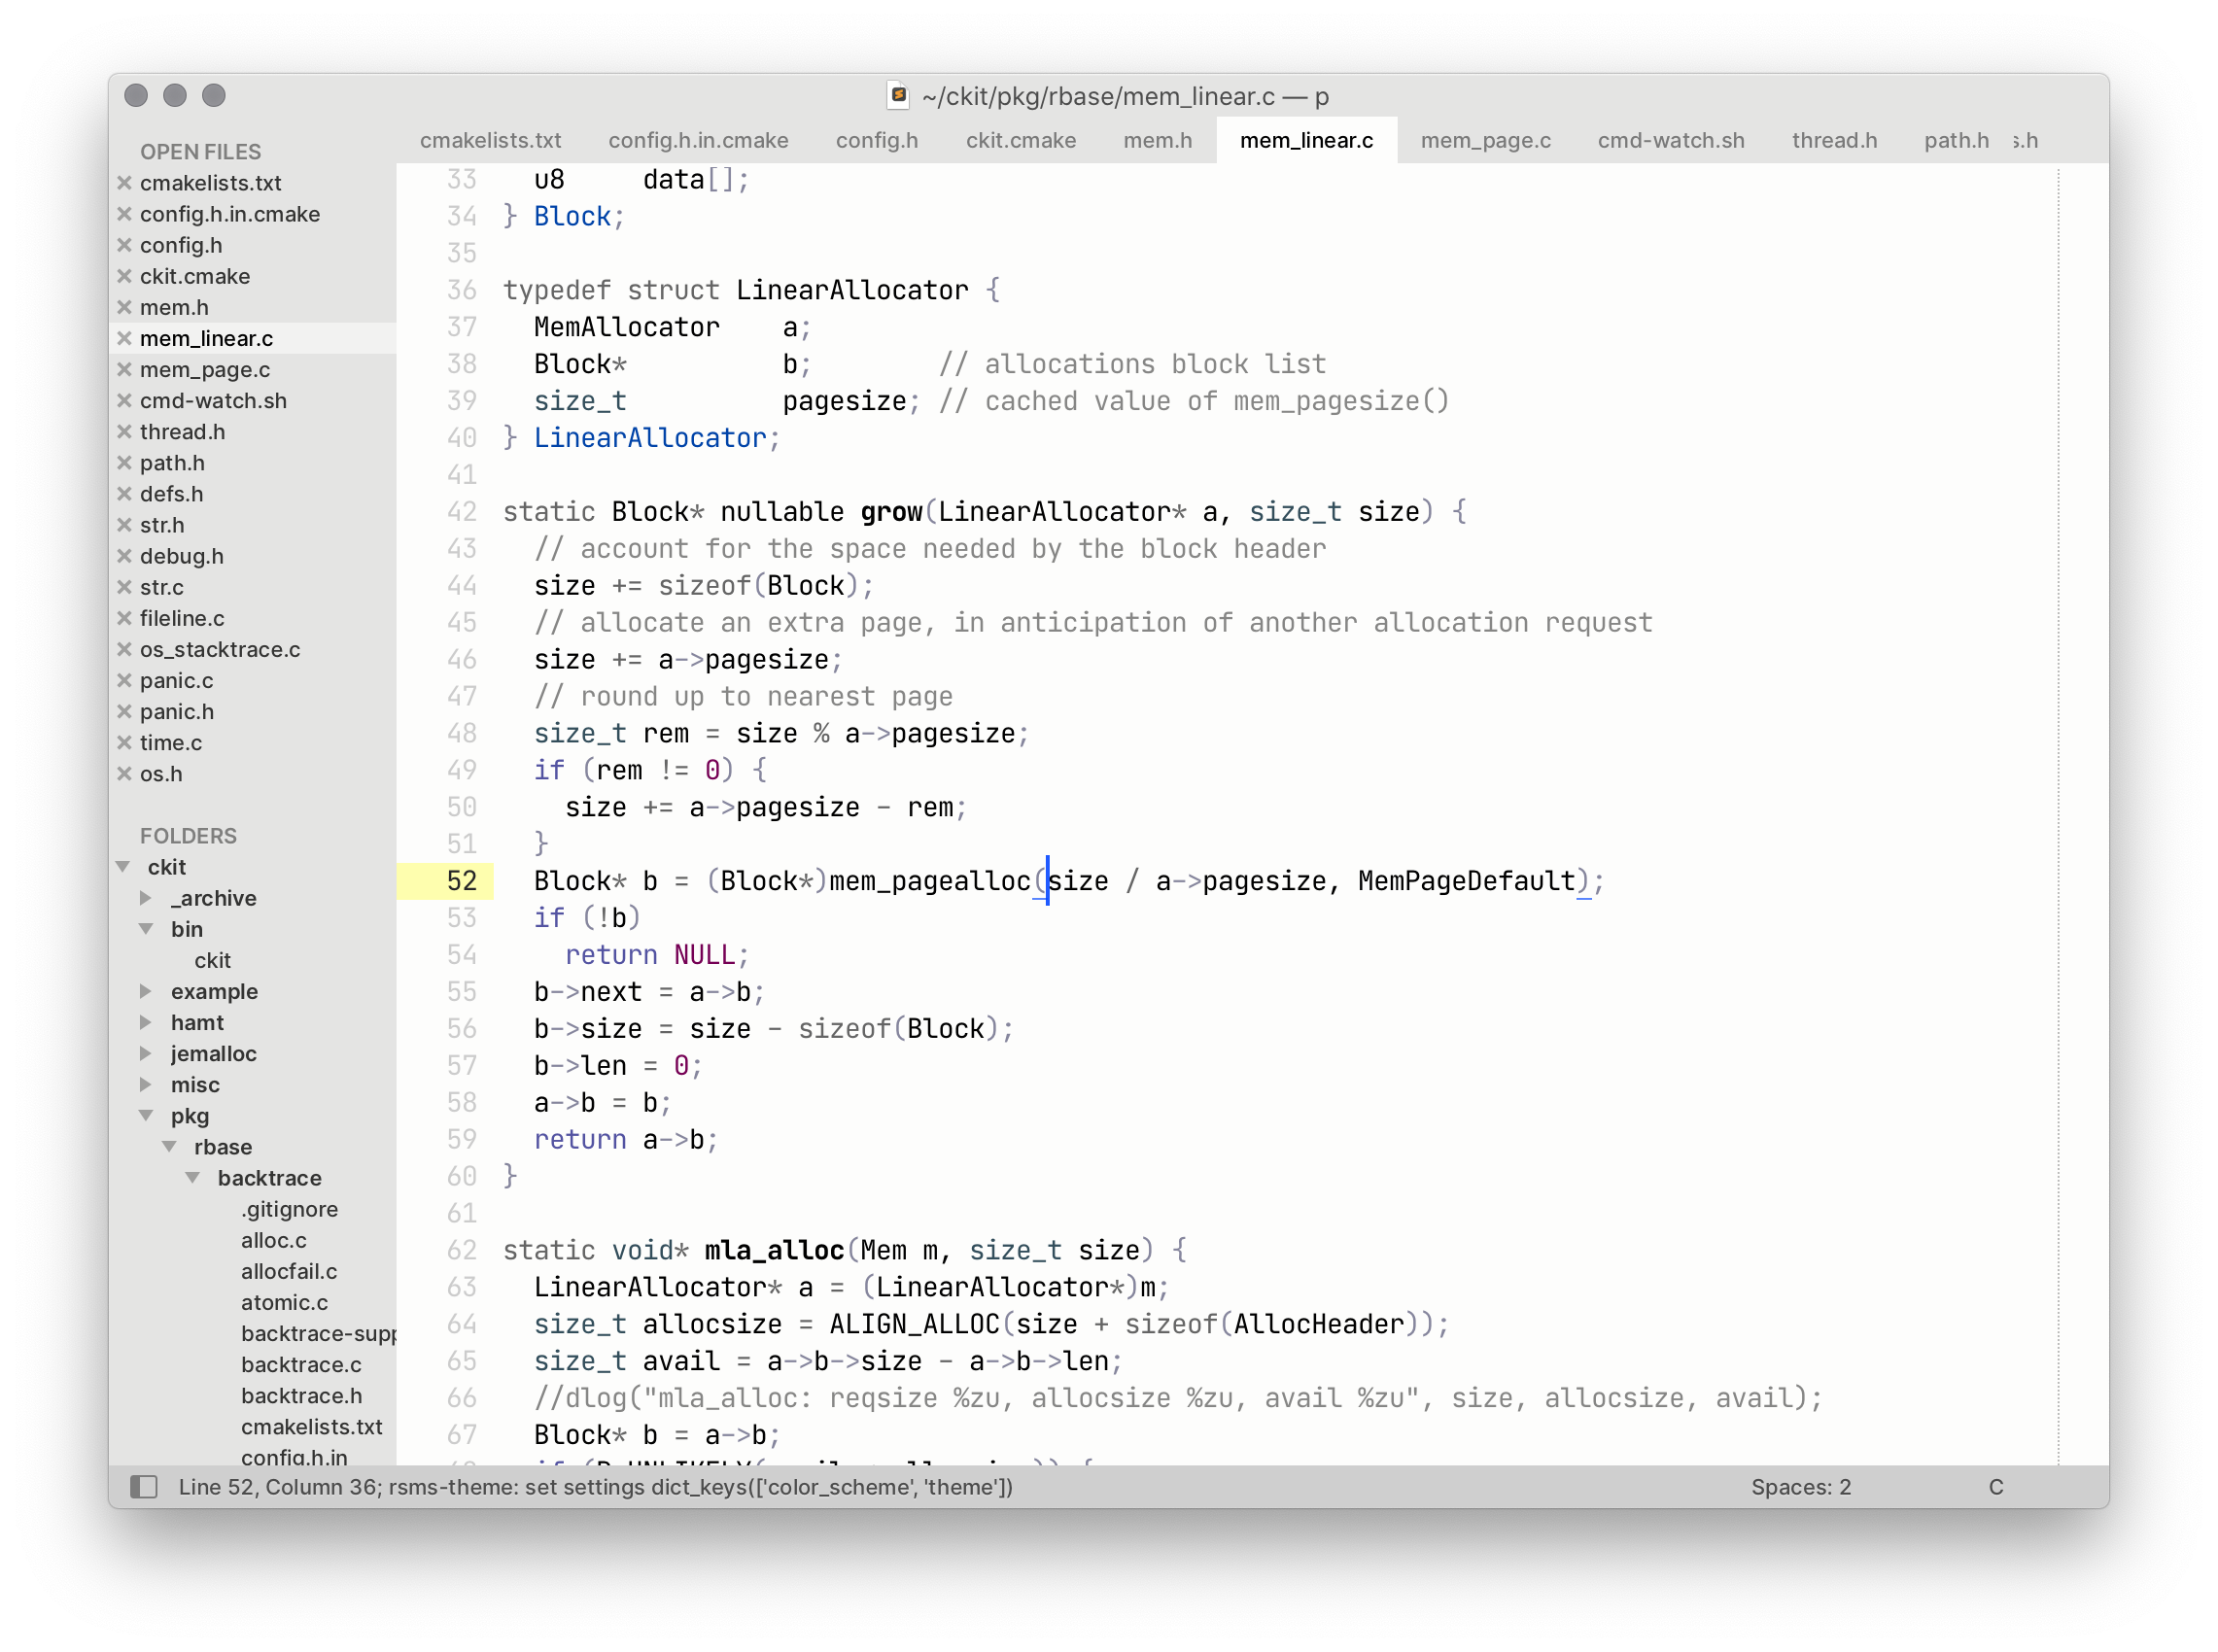 ~/ckit/pkg/rbase/mem_linear.c — p
OPEN FILES
cmakelists.txt
config.h.in.cmake
config.h
ckit.cmake
mem.h
mem_linear.c
mem_page.c
cmd-watch.sh
thread.h
path.h
defs.h
str.h
debug.h
str.c
fileline.c
os_stacktrace.c
panic.c
panic.h
time.c
os.h
FOLDERS
ckit
_archive
bin
ckit
example
hamt
jemalloc
misc
pkg
rbase
backtrace
.gitignore
alloc.c
allocfail.c
atomic.c
backtrace-supp
backtrace.c
backtrace.h
cmakelists.txt
config.h.in
cmakelists.txt config.h.in.cmake config.h ckit.cmake mem.h mem_linear.c mem_page.c cmd-watch.sh thread.h path.h s.h
33   u8     data[];
34 } Block;
35
36 typedef struct LinearAllocator {
37   MemAllocator    a;
38   Block*          b;        // allocations block list
39   size_t          pagesize; // cached value of mem_pagesize()
40 } LinearAllocator;
41
42 static Block* nullable grow(LinearAllocator* a, size_t size) {
43   // account for the space needed by the block header
44   size += sizeof(Block);
45   // allocate an extra page, in anticipation of another allocation request
46   size += a->pagesize;
47   // round up to nearest page
48   size_t rem = size % a->pagesize;
49   if (rem != 0) {
50     size += a->pagesize - rem;
51   }
52   Block* b = (Block*)mem_pagealloc(size / a->pagesize, MemPageDefault);
53   if (!b)
54     return NULL;
55   b->next = a->b;
56   b->size = size - sizeof(Block);
57   b->len = 0;
58   a->b = b;
59   return a->b;
60 }
61
62 static void* mla_alloc(Mem m, size_t size) {
63   LinearAllocator* a = (LinearAllocator*)m;
64   size_t allocsize = ALIGN_ALLOC(size + sizeof(AllocHeader));
65   size_t avail = a->b->size - a->b->len;
66   //dlog("mla_alloc: reqsize %zu, allocsize %zu, avail %zu", size, allocsize, avail);
67   Block* b = a->b;
Line 52, Column 36; rsms-theme: set settings dict_keys(['color_scheme', 'theme'])
Spaces: 2
C